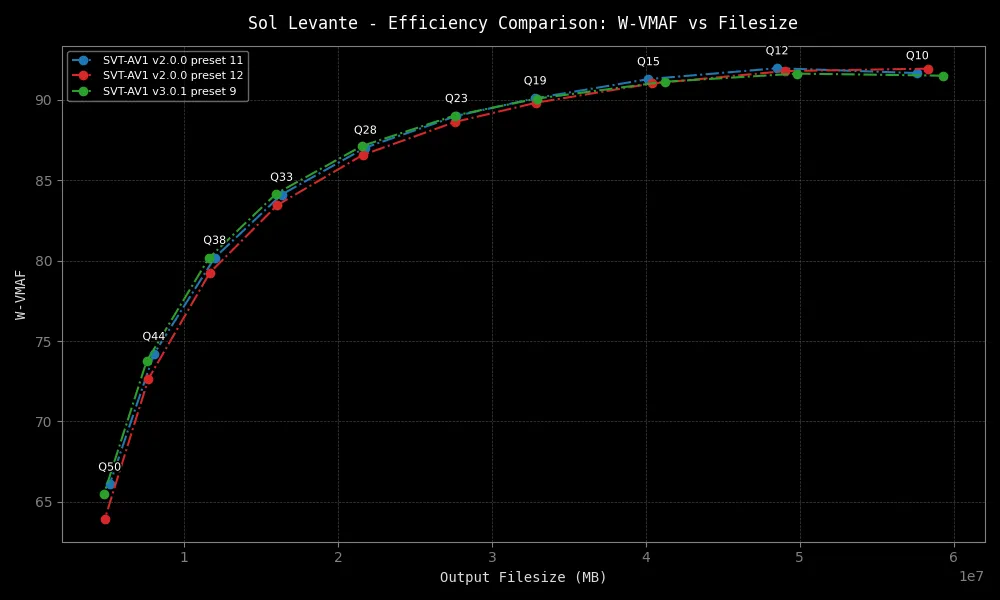 Sol Levante - Efficiency Comparison: W-VMAF vs Filesize
SVT-AV1 v2.0.0 preset 11
SVT-AV1 v2.0.0 preset 12
SVT-AV1 v3.0.1 preset 9
Q10
Q12
Q15
Q19
Q23
Q28
Q33
Q38
Q44
Q50
90
85
80
75
70
65
W-VMAF
1 2 3 4 5 6
1e7
Output Filesize (MB)